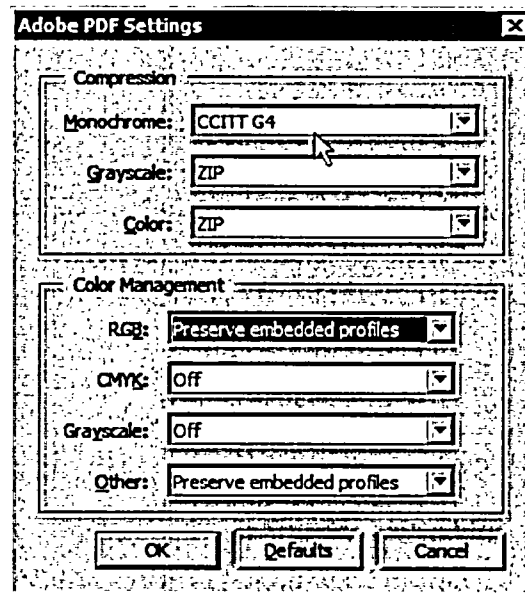 Adobe PDF Settings
Compression
Monochrome: CCITT G4
Grayscale: ZIP
Color: ZIP
Color Management
RGB: Preserve embedded profiles
CMYK: Off
Grayscale: Off
Other: Preserve embedded profiles
OK Defaults Cancel